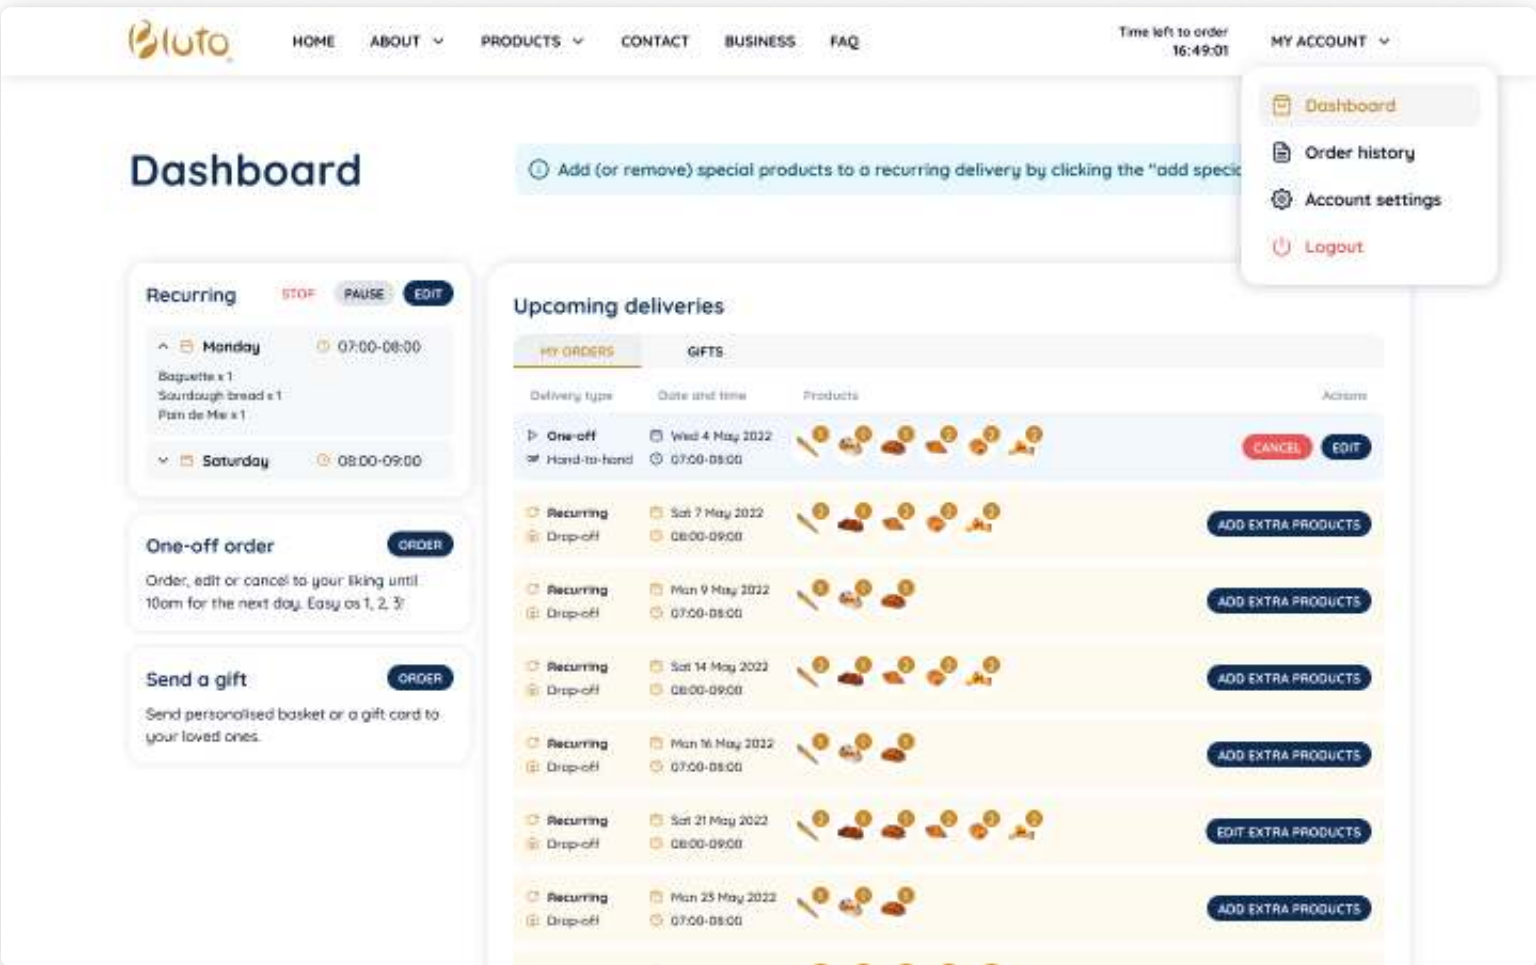 Bluto
HOME
ABOUT
PRODUCTS
CONTACT
BUSINESS
FAQ
Time left to order
16:49:01
MY ACCOUNT
Dashboard
Order history
Account settings
Logout
Dashboard
Add (or remove) special products to a recurring delivery by clicking the "add specic
Recurring
STOP
PAUSE
EDIT
Monday 07:00-08:00
Baguette x 1
Sourdough bread x 1
Pain de Mie x 1
Saturday 08:00-09:00
One-off order
ORDER
Order, edit or cancel to your liking until
10am for the next day. Easy as 1, 2, 3!
Send a gift
ORDER
Send personalised basket or a gift card to
your loved ones.
Upcoming deliveries
MY ORDERS
GIFTS
Delivery type Date and time Products Actions
One-off Wed 4 May 2022
Hand-to-hand 07:00-08:00
CANCEL EDIT
Recurring Sat 7 May 2022
Drop-off 08:00-09:00
ADD EXTRA PRODUCTS
Recurring Mon 9 May 2022
Drop-off 07:00-08:00
ADD EXTRA PRODUCTS
Recurring Sat 14 May 2022
Drop-off 08:00-09:00
ADD EXTRA PRODUCTS
Recurring Mon 16 May 2022
Drop-off 07:00-08:00
ADD EXTRA PRODUCTS
Recurring Sat 21 May 2022
Drop-off 08:00-09:00
EDIT EXTRA PRODUCTS
Recurring Mon 23 May 2022
Drop-off 07:00-08:00
ADD EXTRA PRODUCTS